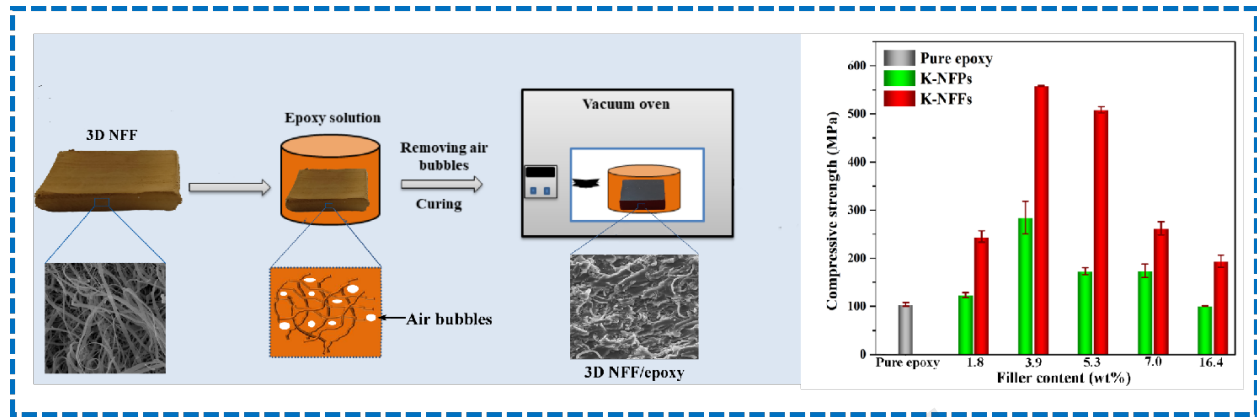 3D NFF
Epoxy solution
Removing air
bubbles
Curing
Vacuum oven
Air bubbles
3D NFF/epoxy
Compressive strength (MPa)
600
500
400
300
200
100
0
Pure epoxy
K-NFPs
K-NFFs
Pure epoxy 1.8 3.9 5.3 7.0 16.4
Filler content (wt%)